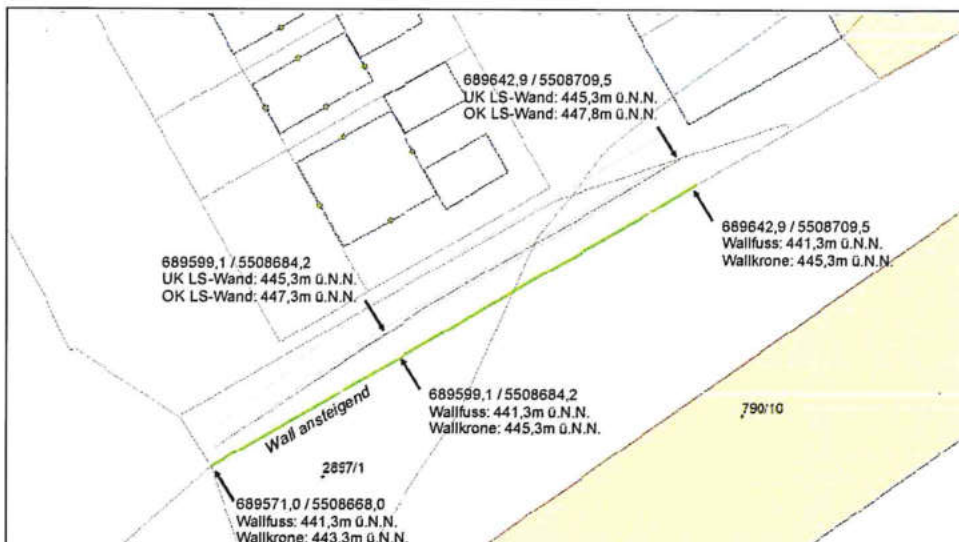 689642,9 / 5508709,5
UK LS-Wand: 445,3m ü.N.N.
OK LS-Wand: 447,8m ü.N.N.
689642,9 / 5508709,5
Wallfuss: 441,3m ü.N.N.
Wallkrone: 445,3m ü.N.N.
689599,1 / 5508684,2
UK LS-Wand: 445,3m ü.N.N.
OK LS-Wand: 447,3m ü.N.N.
689599,1 / 5508684,2
Wallfuss: 441,3m ü.N.N.
Wallkrone: 445,3m ü.N.N.
Wall ansteigend
790/10
2857/1
689571,0 / 5508668,0
Wallfuss: 441,3m ü.N.N.
Wallkrone: 443,3m ü.N.N.